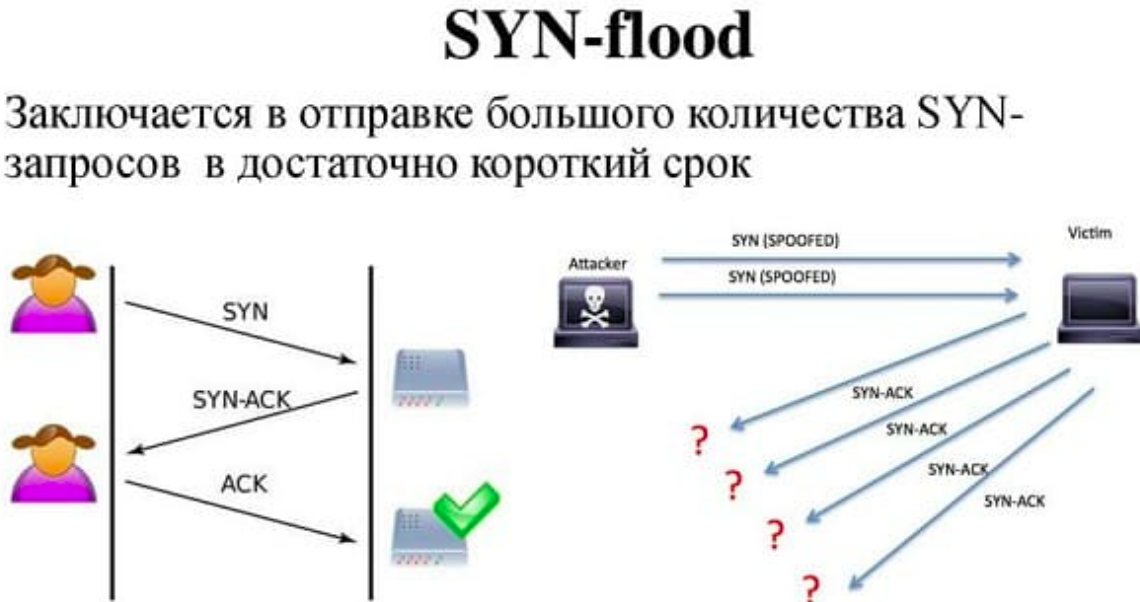 SYN-flood
Заключается в отправке большого количества SYN-
запросов в достаточно короткий срок
SYN
SYN-ACK
ACK
Attacker
SYN (SPOOFED)
SYN (SPOOFED)
Victim
SYN-ACK
SYN-ACK
SYN-ACK
SYN-ACK
?
?
?
?